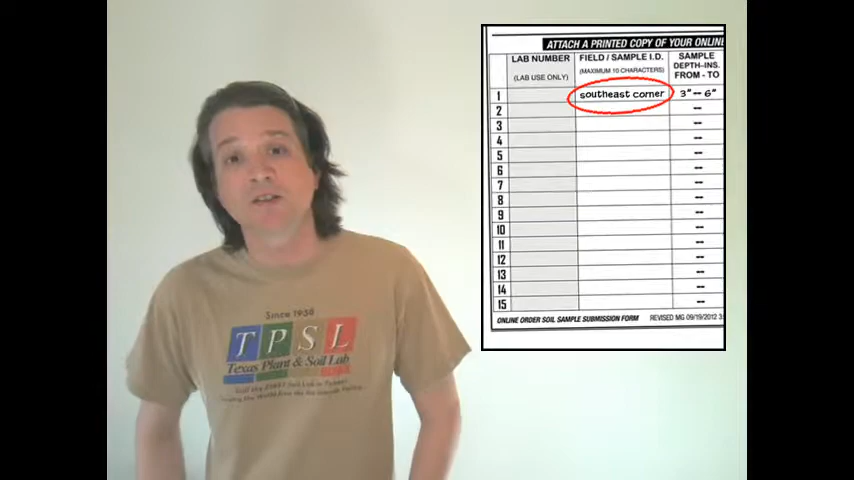 ATTACH A PRINTED COPY OF YOUR ONLINE
LAB NUMBER
(LAB USE ONLY)
FIELD / SAMPLE I.D.
(MAXIMUM 10 CHARACTERS)
SAMPLE
DEPTH-INS.
FROM - TO
1 southeast corner 3" -- 6"
2 --
3 --
4 --
5 --
6 --
7 --
8 --
9 --
10 --
11 --
12 --
13 --
14 --
15 --
ONLINE ORDER SOIL SAMPLE SUBMISSION FORM REVISED MG 09/19/2012
Since 1938
TPSL
Texas Plant & Soil Lab